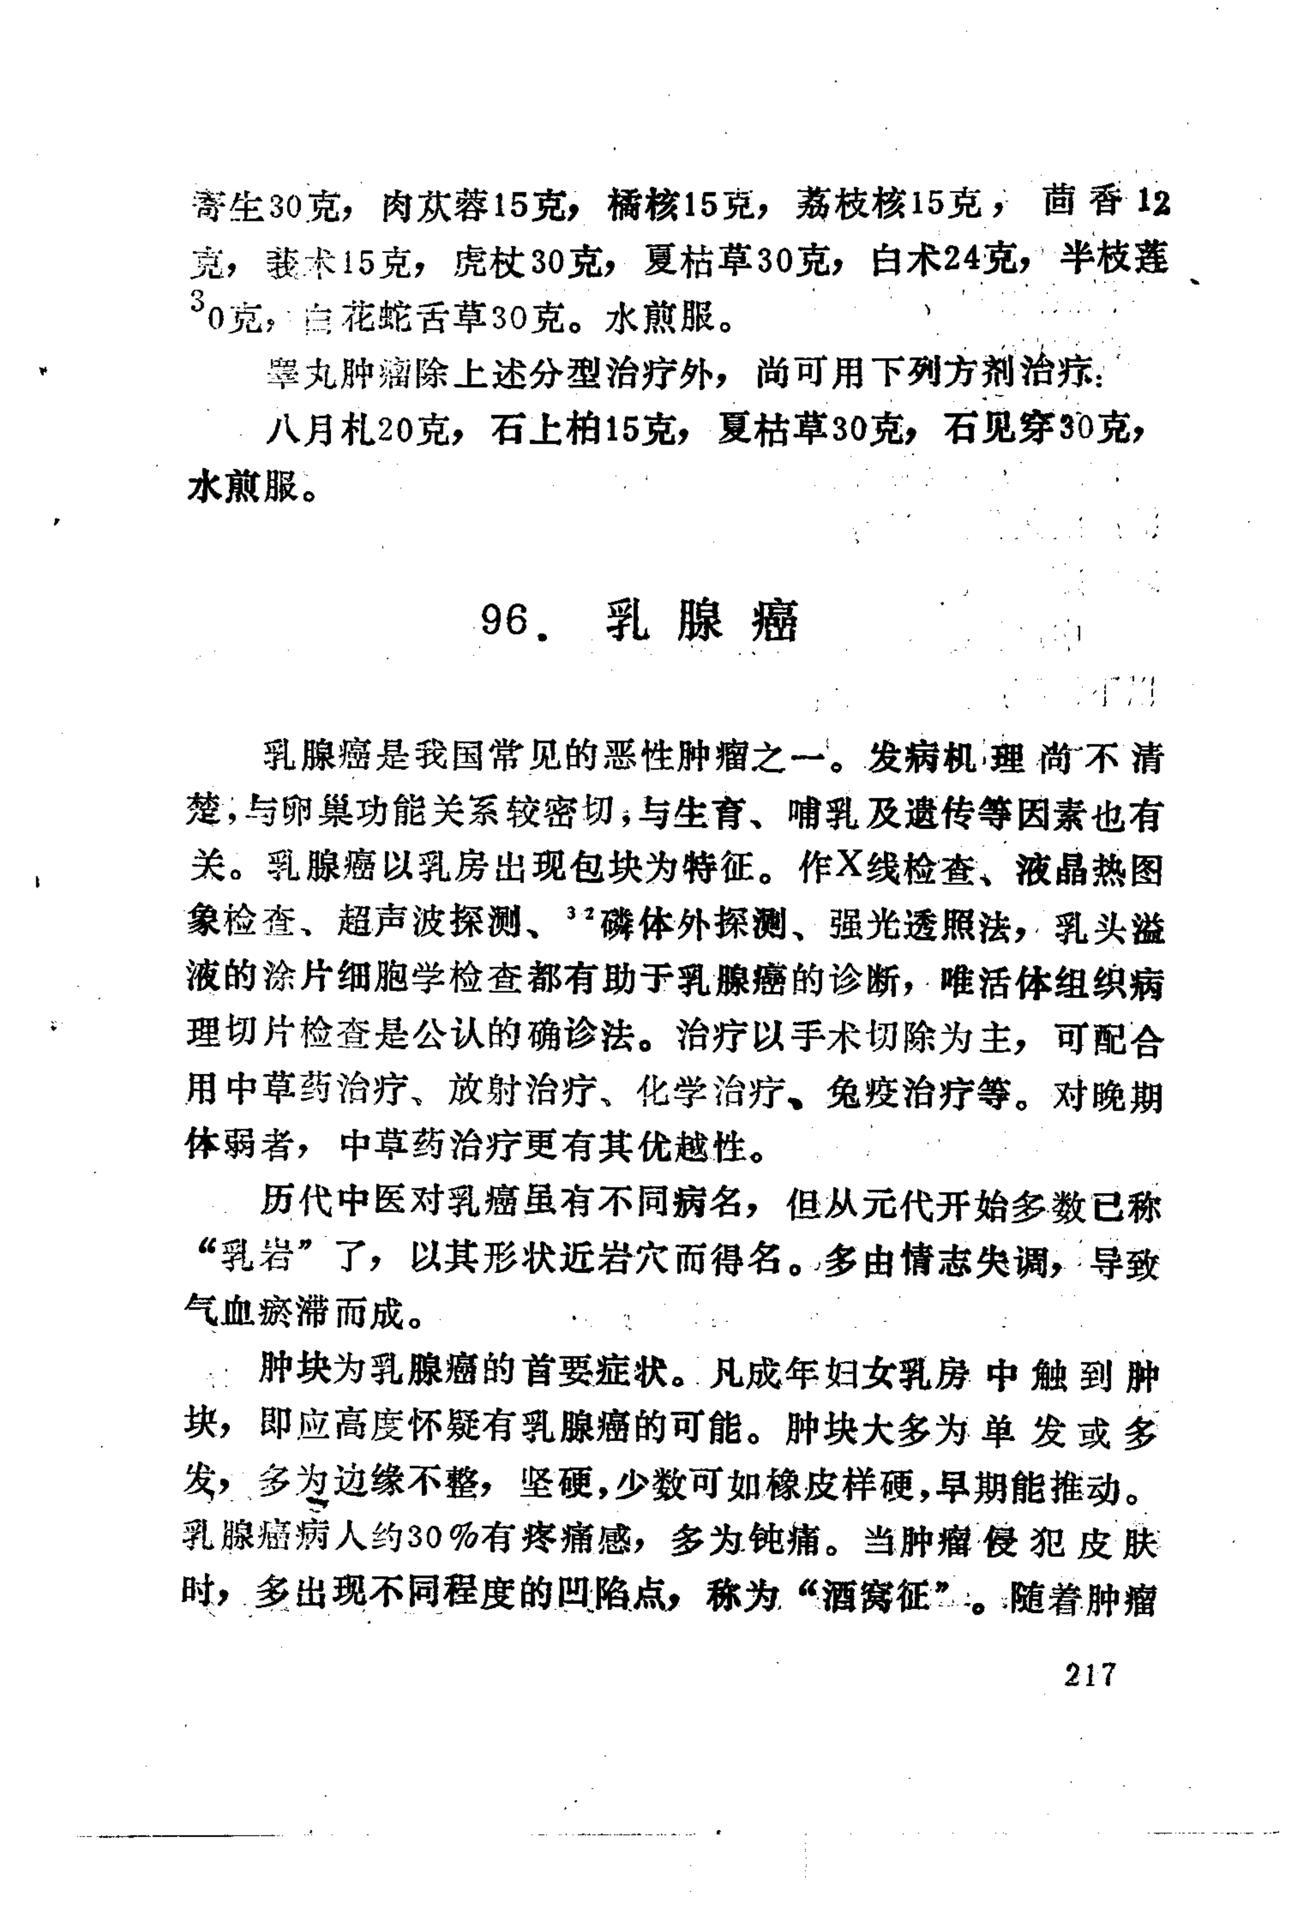 寄生30克，肉苁蓉15克，橘核15克，荔枝核15克，茴香12
克，莪术15克，虎杖30克，夏枯草30克，白术24克，半枝莲
30克，白花蛇舌草30克。水煎服。
睾丸肿瘤除上述分型治疗外，尚可用下列方剂治疗：
八月札20克，石上柏15克，夏枯草30克，石见穿30克，
水煎服。
96．乳腺癌
乳腺癌是我国常见的恶性肿瘤之一。发病机理尚不清
楚，与卵巢功能关系较密切，与生育、哺乳及遗传等因素也有
关。乳腺癌以乳房出现包块为特征。作X线检查、液晶热图
象检查、超声波探测、³²磷体外探测、强光透照法，乳头溢
液的涂片细胞学检查都有助于乳腺癌的诊断，唯活体组织病
理切片检查是公认的确诊法。治疗以手术切除为主，可配合
用中草药治疗、放射治疗、化学治疗、免疫治疗等。对晚期
体弱者，中草药治疗更有其优越性。
历代中医对乳癌虽有不同病名，但从元代开始多数已称
“乳岩”了，以其形状近岩穴而得名。多由情志失调，导致
气血瘀滞而成。
肿块为乳腺癌的首要症状。凡成年妇女乳房中触到肿
块，即应高度怀疑有乳腺癌的可能。肿块大多为单发或多
发，多为边缘不整，坚硬，少数可如橡皮样硬，早期能推动。
乳腺癌病人约30％有疼痛感，多为钝痛。当肿瘤侵犯皮肤
时，多出现不同程度的凹陷点，称为“酒窝征”。随着肿瘤
217